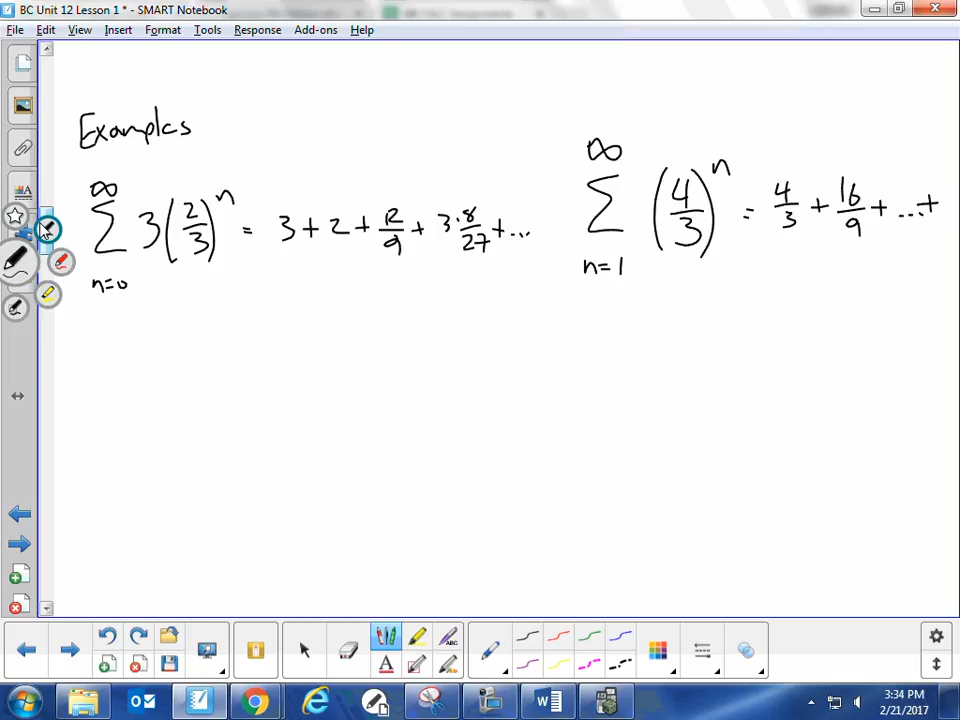 BC Unit 12 Lesson 1 * - SMART Notebook
File Edit View Insert Format Tools Response Add-ons Help
Examples
∞
∑ 3(2/3)^n = 3 + 2 + 12/9 + 3·8/27 + ...
n=0
∞
∑ (4/3)^n = 4/3 + 16/9 + ... +
n=1
3:34 PM
2/21/2017